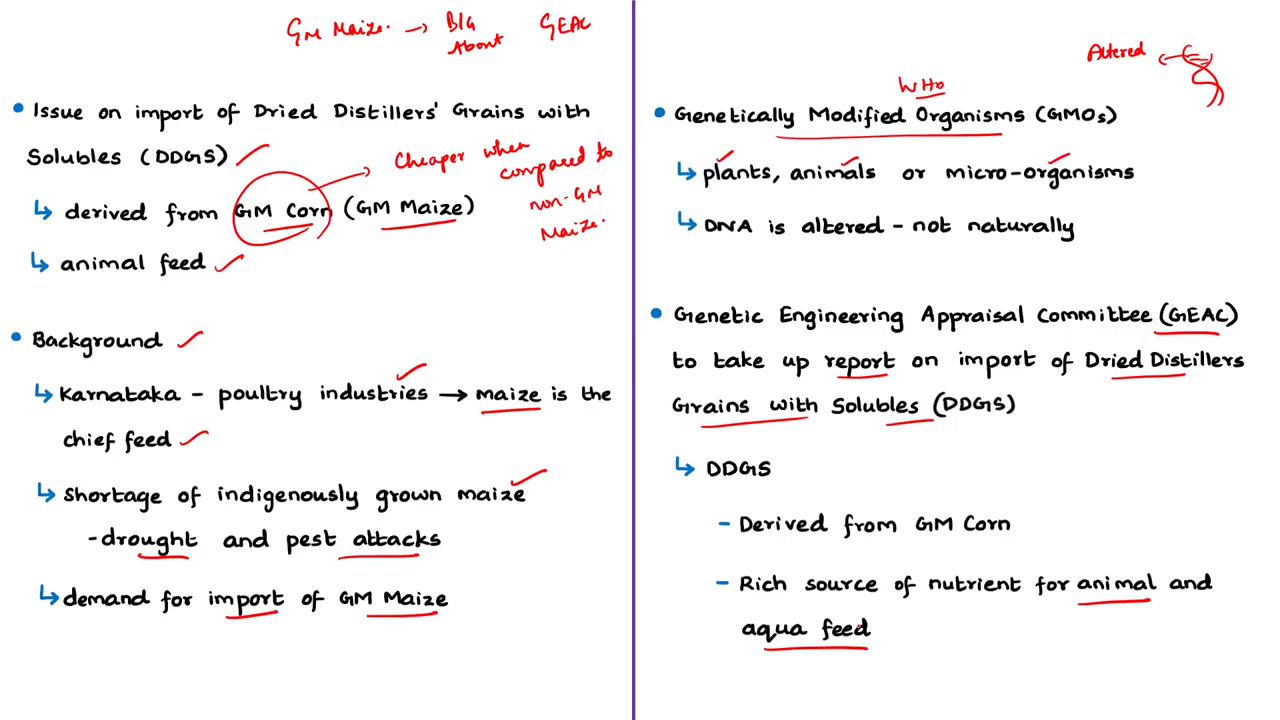 GM Maize → BIG GEAC
About
• Issue on import of Dried Distillers' Grains with
Solubles (DDGS)
Cheaper when
compared to
non-GM
Maize.
↳ derived from GM Corn (GM Maize)
↳ animal feed
• Background
↳ Karnataka - poultry industries → maize is the
chief feed
↳ Shortage of indigenously grown maize
- drought and pest attacks
↳ demand for import of GM Maize
Altered
WHO
• Genetically Modified Organisms (GMOs)
↳ plants, animals or micro-organisms
↳ DNA is altered - not naturally
• Genetic Engineering Appraisal Committee (GEAC)
to take up report on import of Dried Distillers
Grains with Solubles (DDGS)
↳ DDGS
- Derived from GM Corn
- Rich source of nutrient for animal and
aqua feed